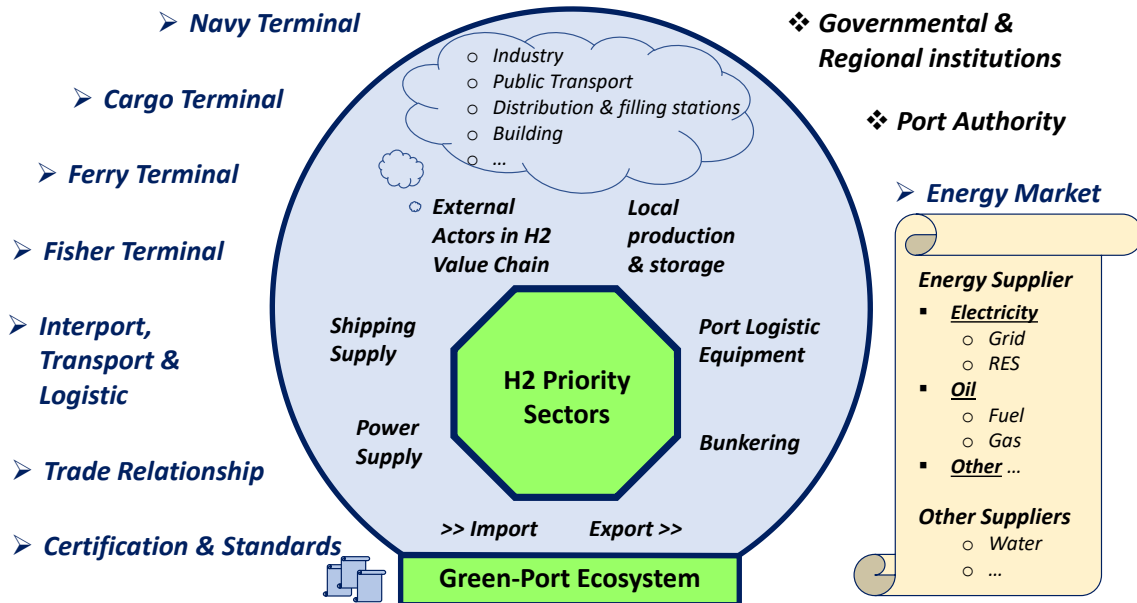 ➢ Navy Terminal
➢ Cargo Terminal
➢ Ferry Terminal
➢ Fisher Terminal
➢ Interport,
Transport &
Logistic
➢ Trade Relationship
➢ Certification & Standards
o Industry
o Public Transport
o Distribution & filling stations
o Building
o ...
External
Actors in H2
Value Chain
Local
production
& storage
Shipping
Supply
Port Logistic
Equipment
H2 Priority
Sectors
Power
Supply
Bunkering
>> Import
Export >>
Green-Port Ecosystem
❖ Governmental &
Regional institutions
❖ Port Authority
➢ Energy Market
Energy Supplier
▪ Electricity
o Grid
o RES
▪ Oil
o Fuel
o Gas
▪ Other ...
Other Suppliers
o Water
o ...